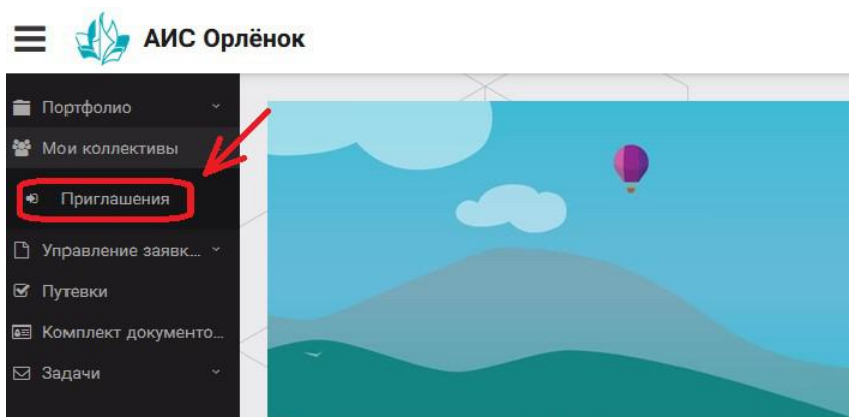 АИС Орлёнок
Портфолио
Мои коллективы
Приглашения
Управление заявк...
Путевки
Комплект документо...
Задачи